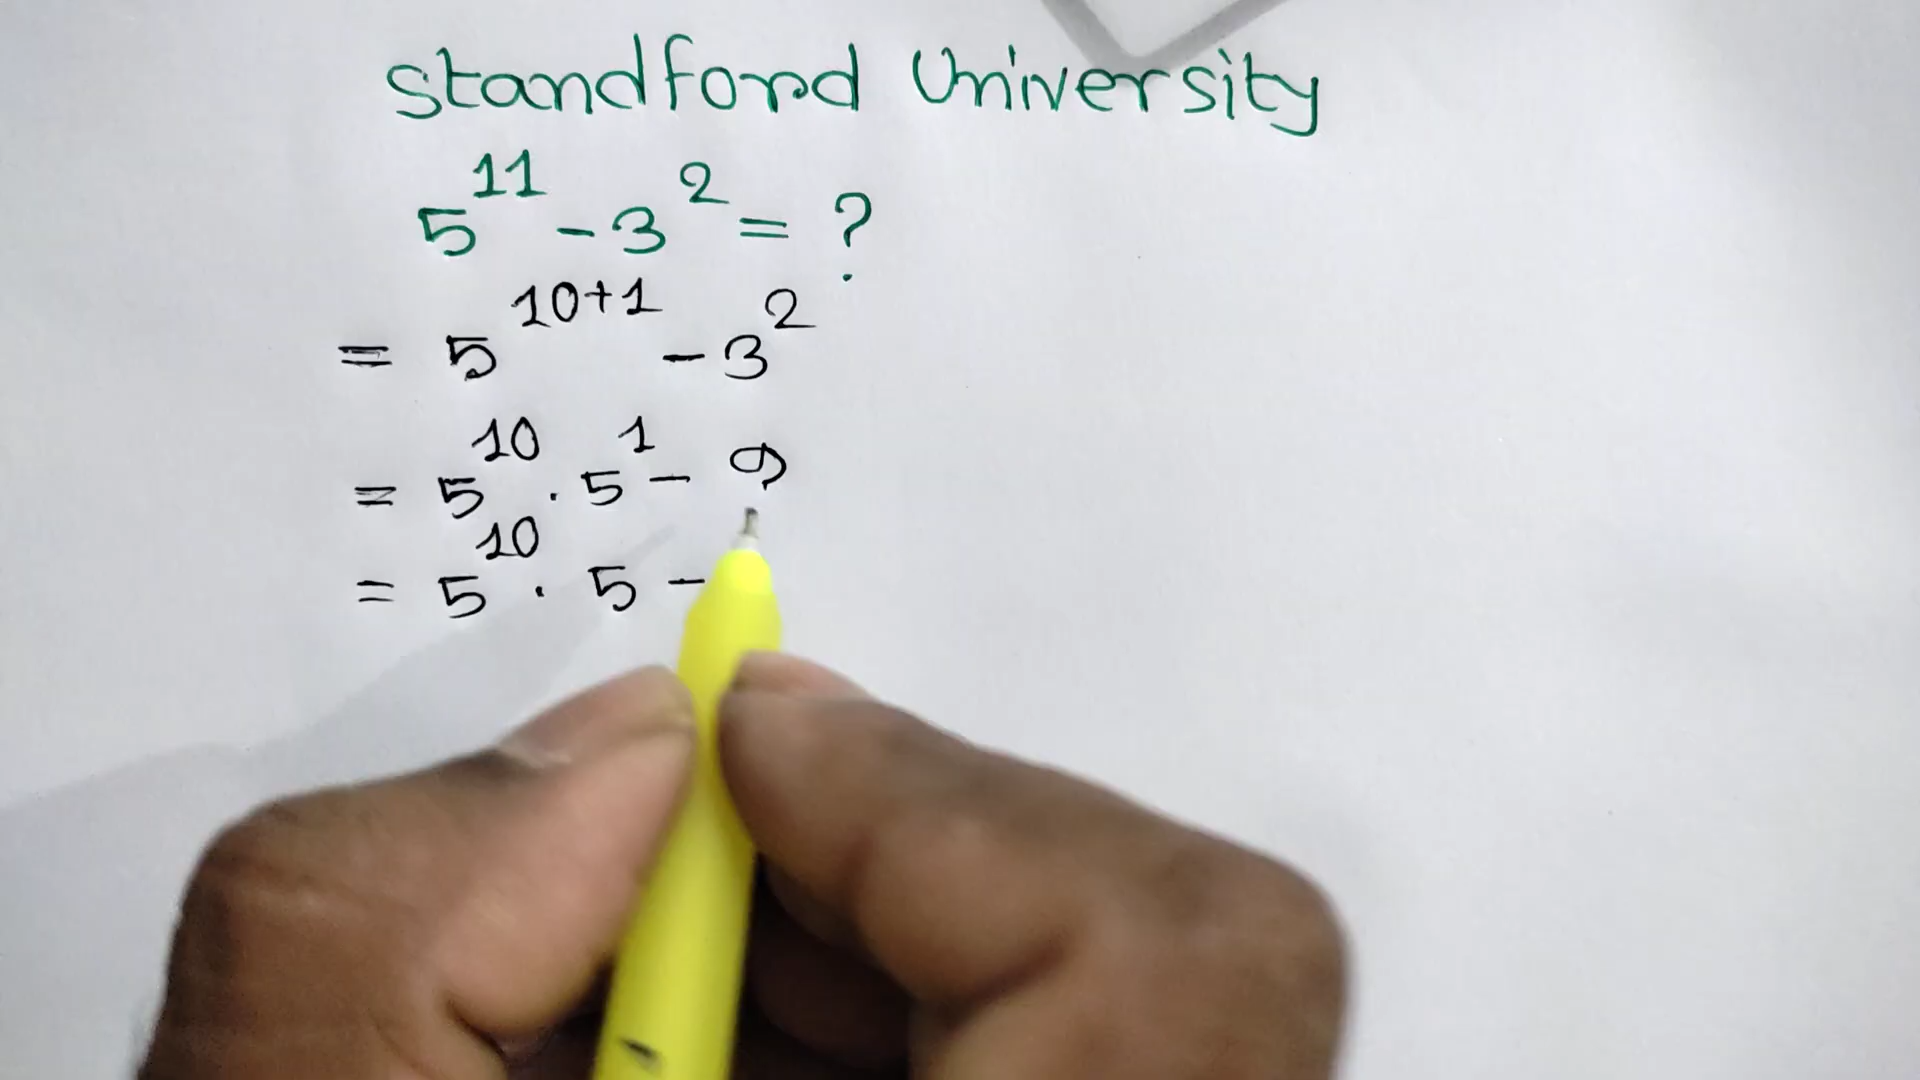 Standford University
5^11 - 3^2 = ?
= 5^10+1 - 3^2
= 5^10 . 5^1 - 9
= 5^10 . 5 -